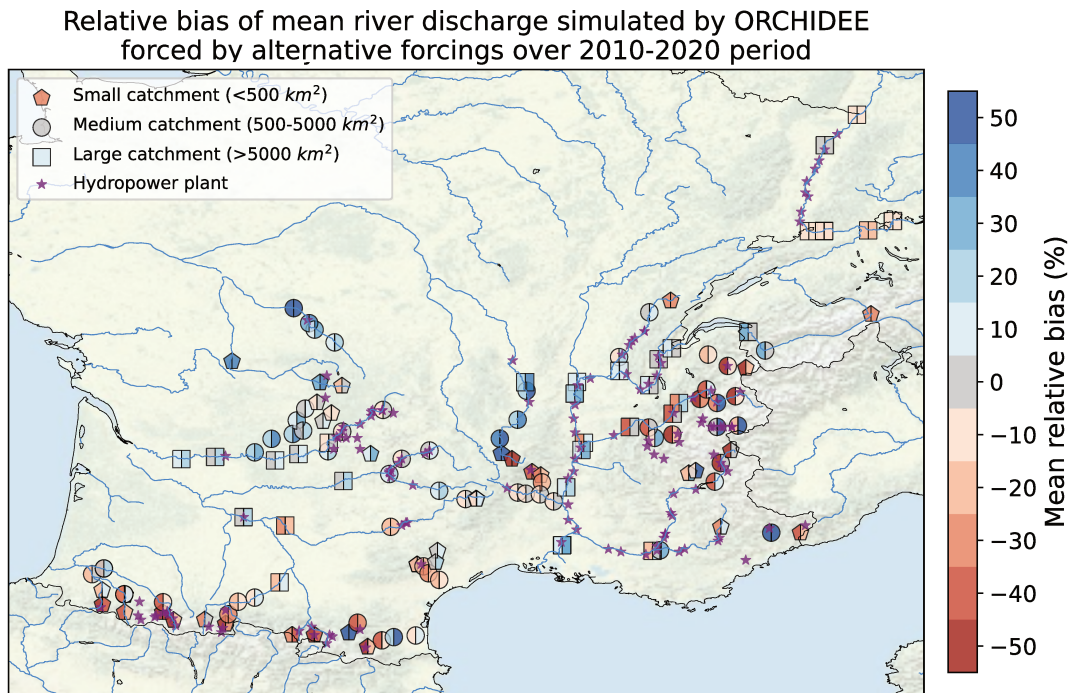 Relative bias of mean river discharge simulated by ORCHIDEE
forced by alternative forcings over 2010-2020 period
Small catchment (<500 km²)
Medium catchment (500-5000 km²)
Large catchment (>5000 km²)
Hydropower plant
50
40
30
20
10
0
−10
−20
−30
−40
−50
Mean relative bias (%)